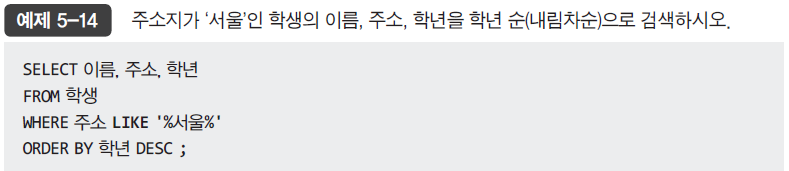 예제 5-14 주소지가 ‘서울’인 학생의 이름, 주소, 학년을 학년 순(내림차순)으로 검색하시오.
SELECT 이름, 주소, 학년
FROM 학생
WHERE 주소 LIKE '%서울%'
ORDER BY 학년 DESC ;